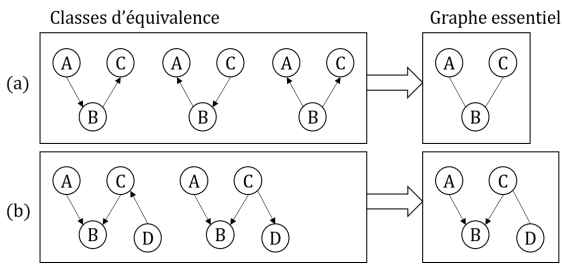 Classes d'équivalence Graphe essentiel
(a) A C A C A C A C
B B B B
(b) A C A C A C
B D B D B D